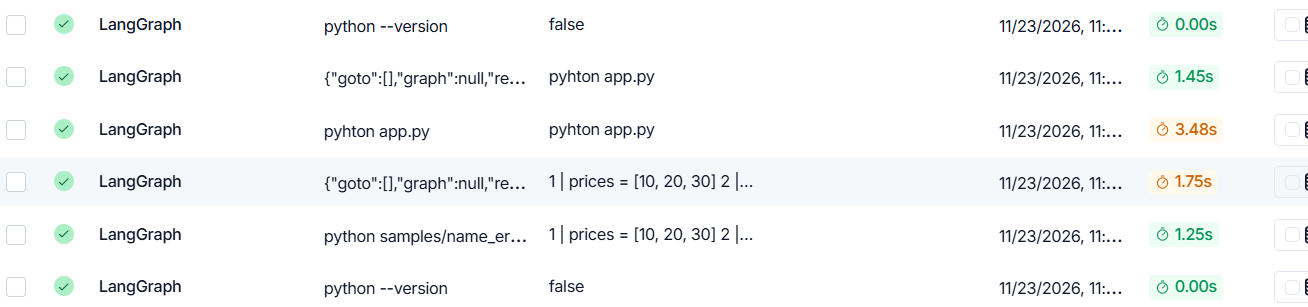 LangGraph python --version false 11/23/2026, 11:... 0.00s
LangGraph {"goto":[],"graph":null,"re... pyhton app.py 11/23/2026, 11:... 1.45s
LangGraph pyhton app.py pyhton app.py 11/23/2026, 11:... 3.48s
LangGraph {"goto":[],"graph":null,"re... 1 | prices = [10, 20, 30] 2 |... 11/23/2026, 11:... 1.75s
LangGraph python samples/name_er... 1 | prices = [10, 20, 30] 2 |... 11/23/2026, 11:... 1.25s
LangGraph python --version false 11/23/2026, 11:... 0.00s